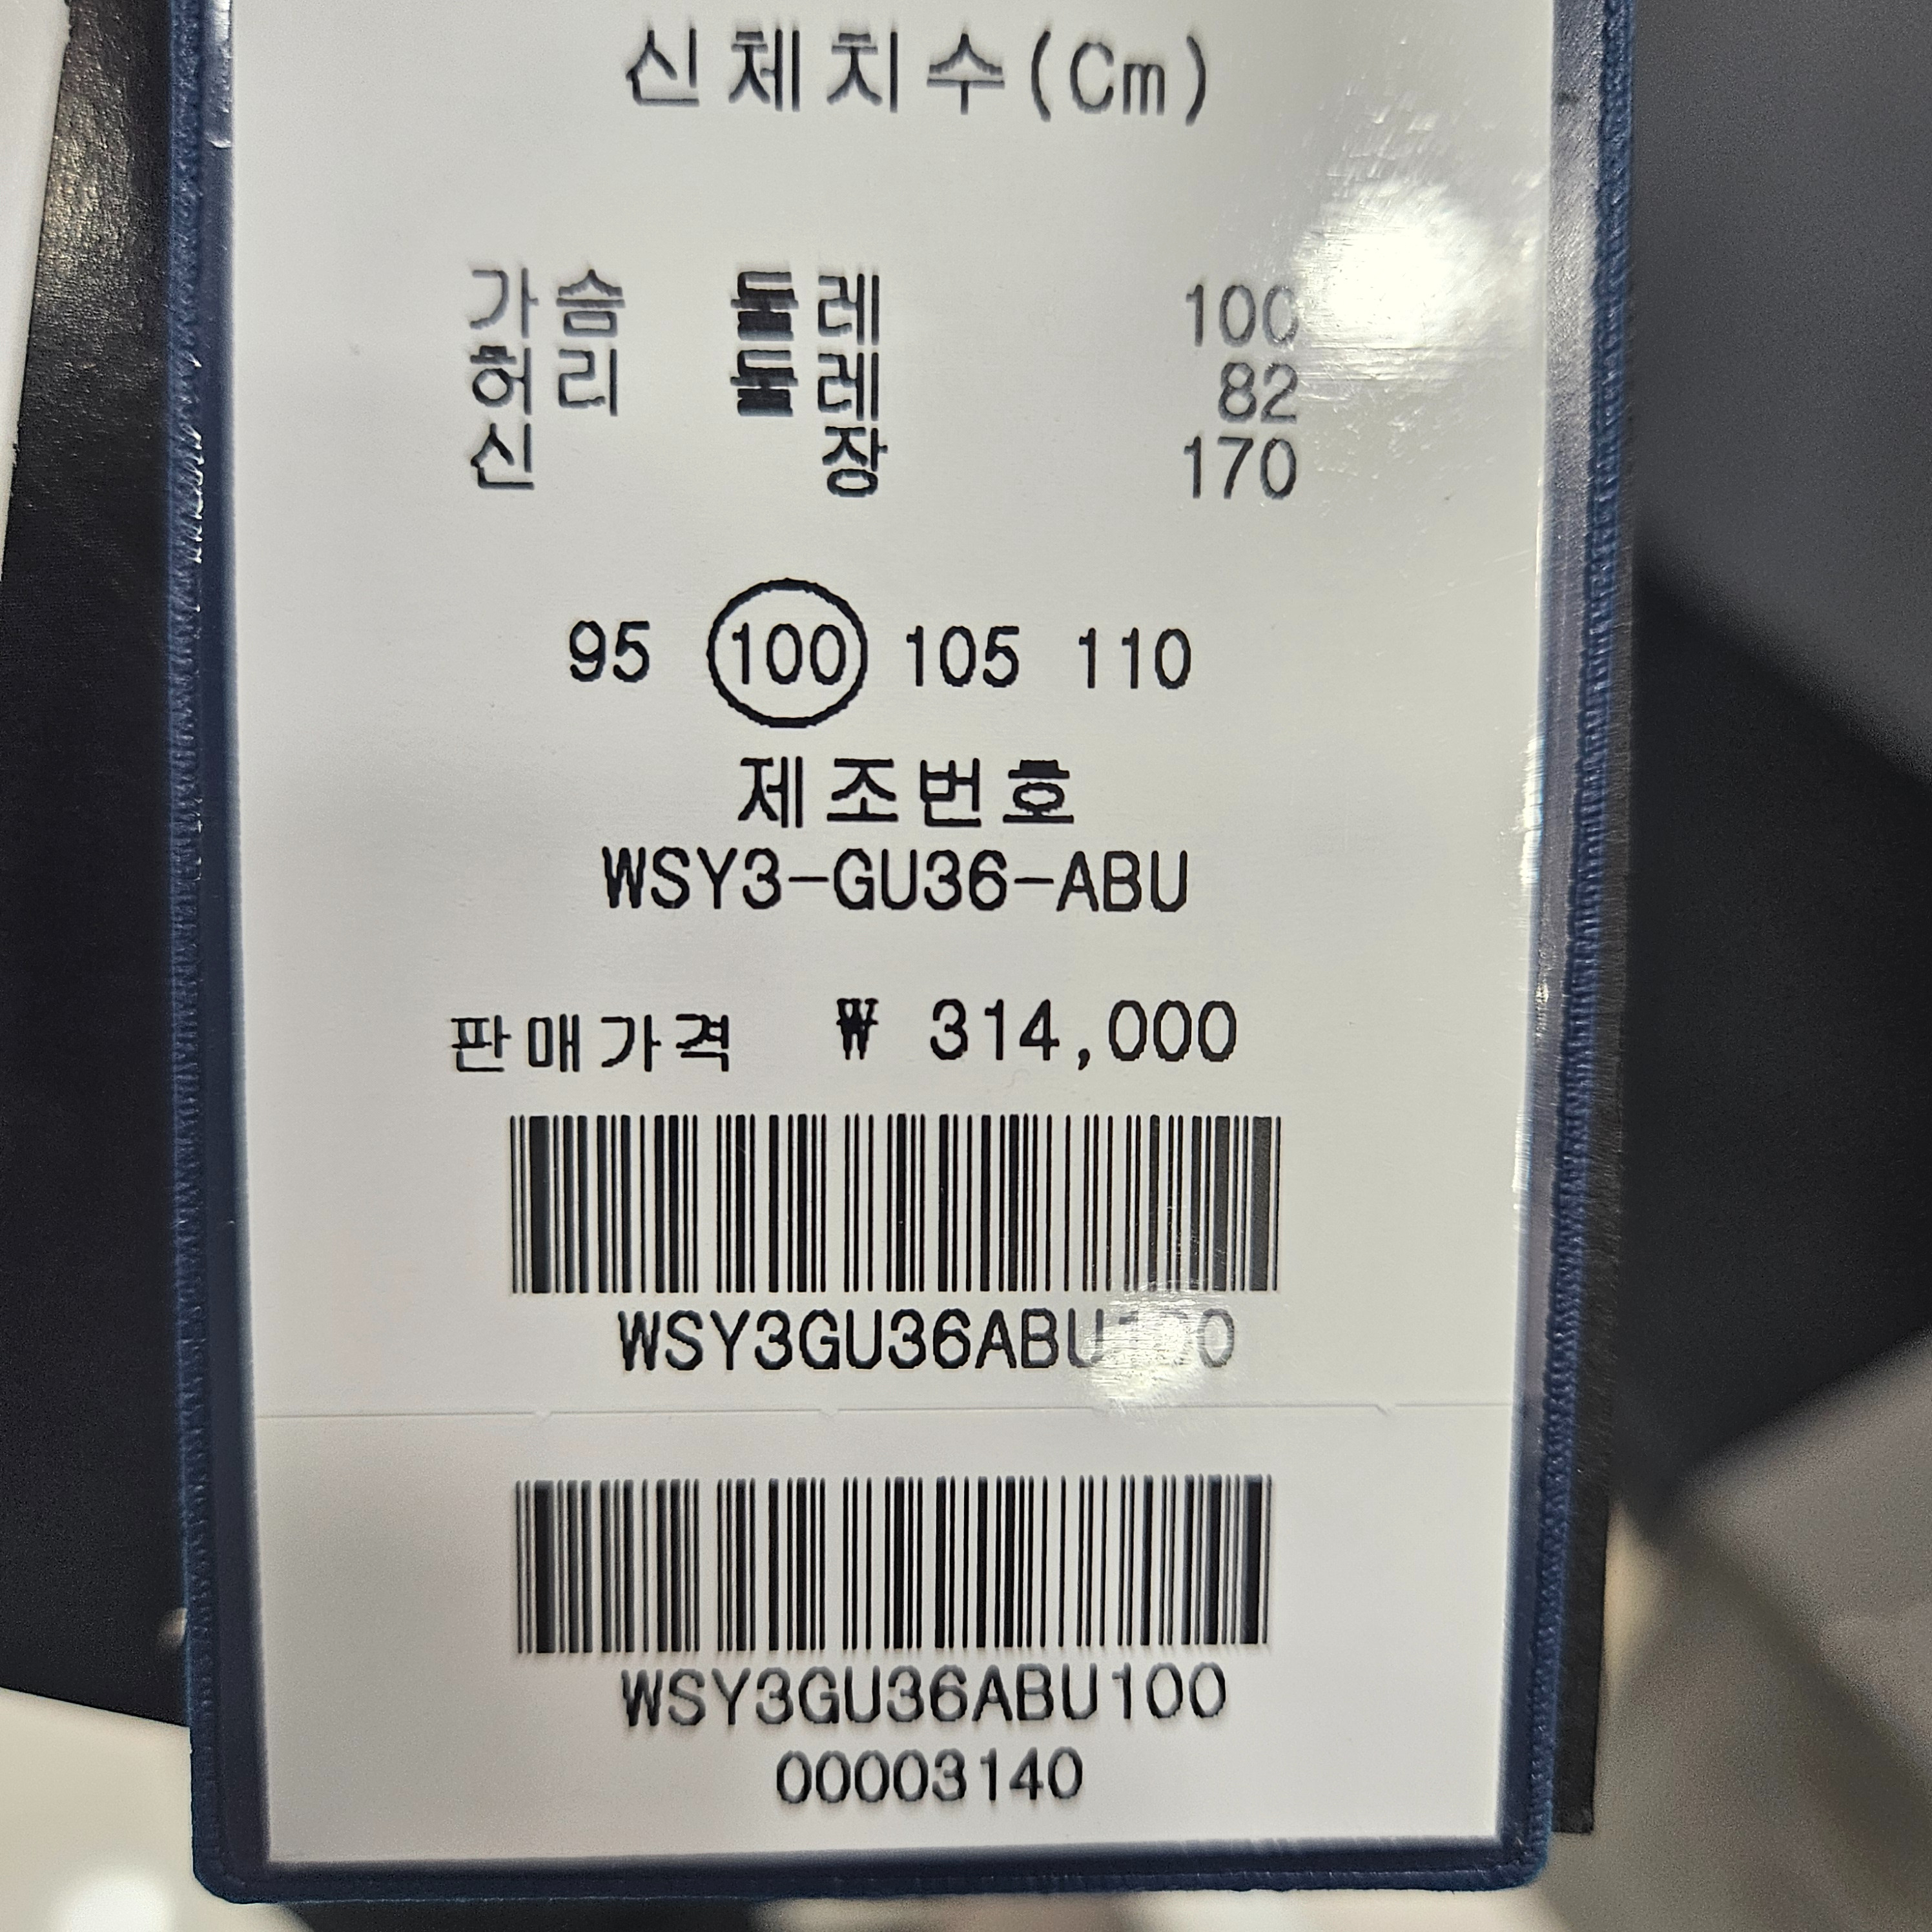 신체치수(Cm)
가슴 둘레 100
허리 둘레 82
신 장 170
95 100 105 110
제조번호
WSY3-GU36-ABU
판매가격 ₩ 314,000
WSY3GU36ABU100
WSY3GU36ABU100
00003140